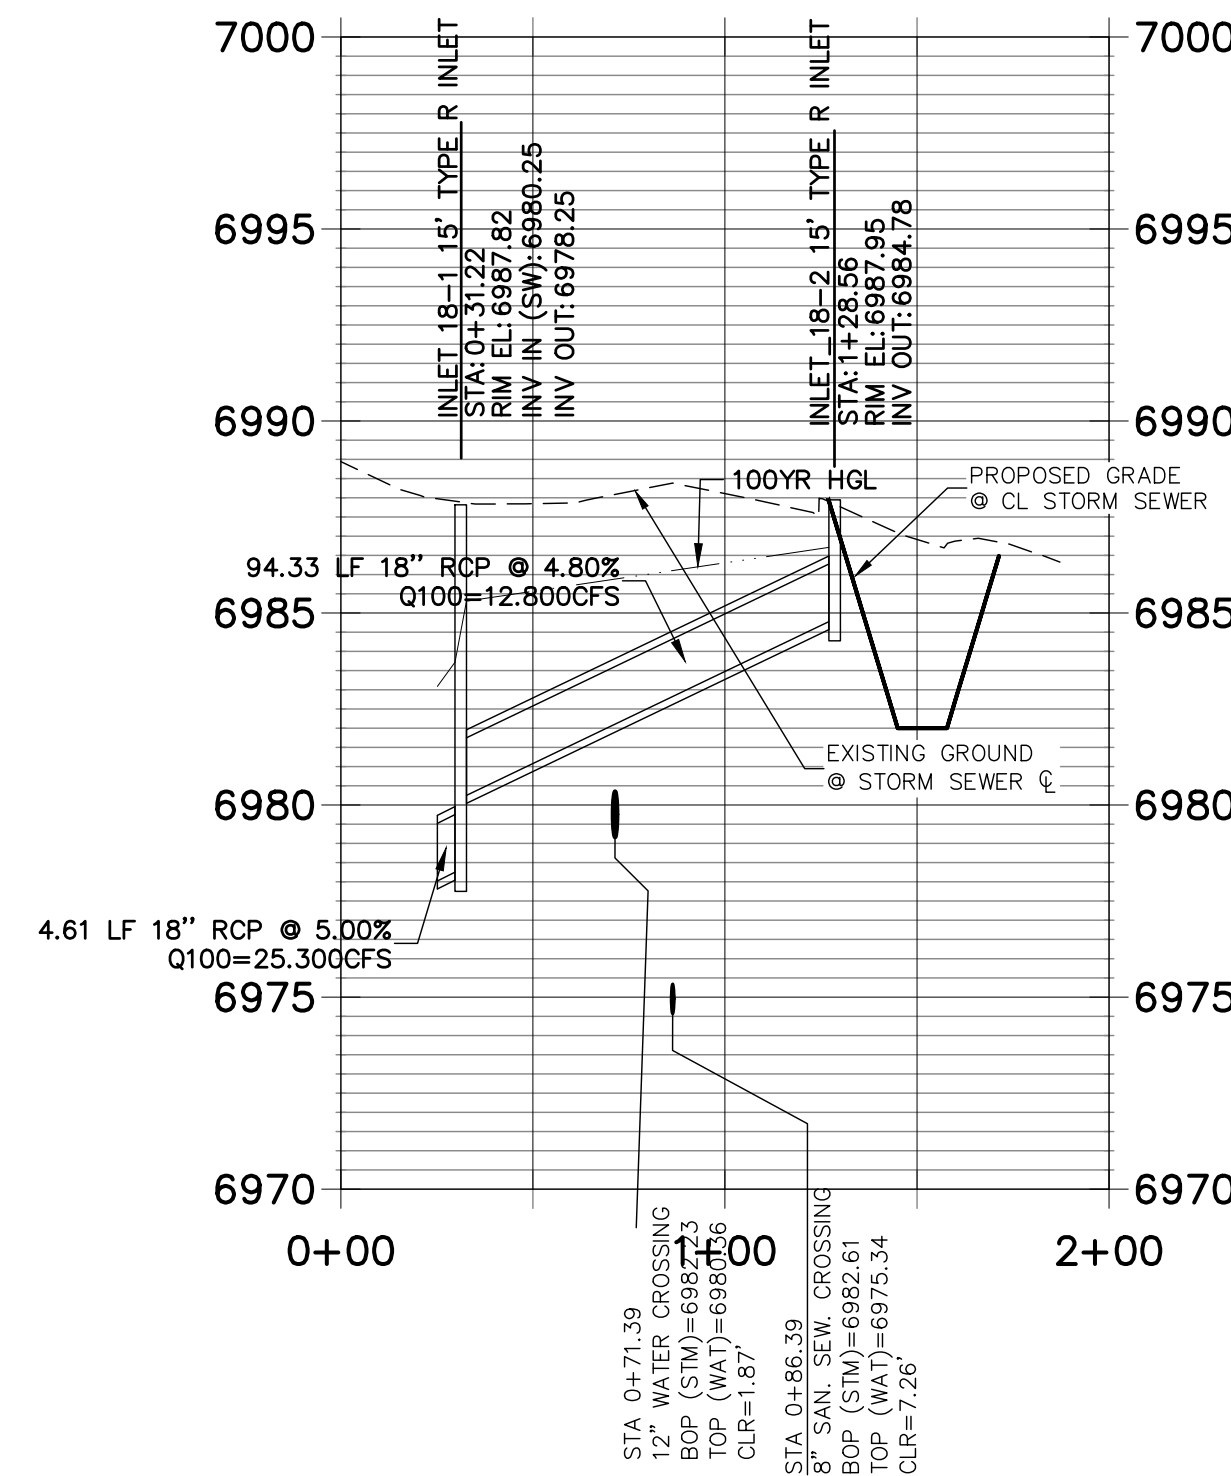 7000
7000
INLET 18-1 15' TYPE R INLET
STA: 0+31.22
RIM EL: 6987.82
INV IN (SW): 6980.25
INV OUT: 6978.25
INLET_18-2 15' TYPE R INLET
STA: 1+28.56
RIM EL: 6987.95
INV OUT: 6984.78
6995
6995
6990
6990
100YR HGL
PROPOSED GRADE
@ CL STORM SEWER
94.33 LF 18" RCP @ 4.80%
Q100=12.800CFS
6985
6985
EXISTING GROUND
@ STORM SEWER ℄
6980
6980
4.61 LF 18" RCP @ 5.00%
Q100=25.300CFS
6975
6975
6970
6970
0+00
1+00
2+00
STA 0+71.39
12" WATER CROSSING
BOP (STM)=6982.23
TOP (WAT)=6980.36
CLR=1.87'
STA 0+86.39
8" SAN. SEW. CROSSING
BOP (STM)=6982.61
TOP (WAT)=6975.34
CLR=7.26'